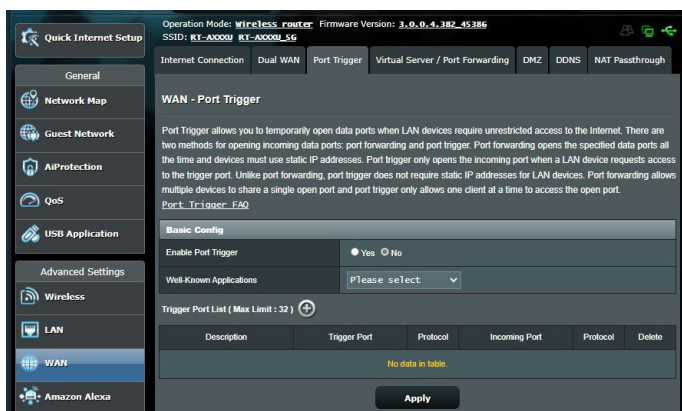 Operation Mode: Wireless router Firmware Version: 3.0.0.4.382_45386
SSID: RT-AXXXU RT-AXXXU_5G
Quick Internet Setup
General
Network Map
Guest Network
AiProtection
QoS
USB Application
Advanced Settings
Wireless
LAN
WAN
Amazon Alexa
Internet Connection Dual WAN Port Trigger Virtual Server / Port Forwarding DMZ DDNS NAT Passthrough
WAN - Port Trigger
Port Trigger allows you to temporarily open data ports when LAN devices require unrestricted access to the Internet. There are
two methods for opening incoming data ports: port forwarding and port trigger. Port forwarding opens the specified data ports all
the time and devices must use static IP addresses. Port trigger only opens the incoming port when a LAN device requests access
to the trigger port. Unlike port forwarding, port trigger does not require static IP addresses for LAN devices. Port forwarding allows
multiple devices to share a single open port and port trigger only allows one client at a time to access the open port.
Port Trigger FAQ
Basic Config
Enable Port Trigger Yes No
Well-Known Applications Please select
Trigger Port List ( Max Limit : 32 )
Description Trigger Port Protocol Incoming Port Protocol Delete
No data in table.
Apply